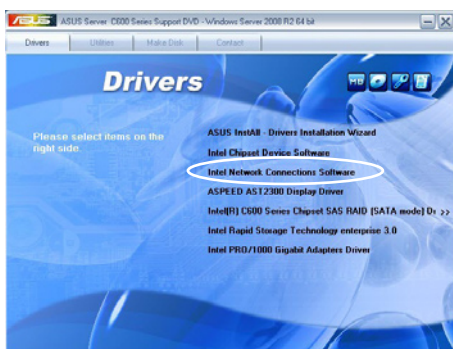 ASUS Server C600 Series Support DVD - Windows Server 2008 R2 64 bit
Drivers Utilities Make Disk Contact
Drivers
Please select items on the right side.
ASUS InstAll - Drivers Installation Wizard
Intel Chipset Device Software
Intel Network Connections Software
ASPEED AST2300 Display Driver
Intel(R) C600 Series Chipset SAS RAID (SATA mode) Dr >>
Intel Rapid Storage Technology enterprise 3.0
Intel PRO/1000 Gigabit Adapters Driver